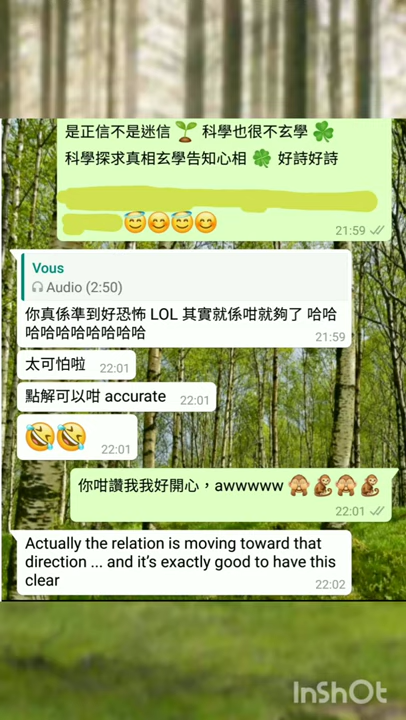 是正信不是迷信 🌱 科學也很不玄學 ☘️
科學探求真相玄學告知心相 🍀 好詩好詩
😇😊😇😊
21:59
Vous
Audio (2:50)
你真係準到好恐怖 LOL 其實就係咁就夠了 哈哈
哈哈哈哈哈哈哈哈
21:59
太可怕啦 22:01
點解可以咁 accurate 22:01
🤣🤣 22:01
你咁讚我我好開心，awwwww 🙈🐒🙈🐒
22:01
Actually the relation is moving toward that
direction ... and it's exactly good to have this
clear 22:02
InShOt